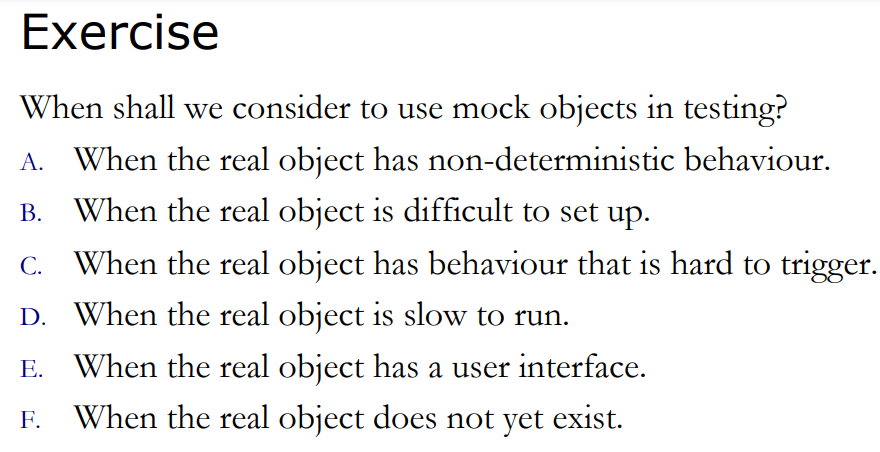 Exercise
When shall we consider to use mock objects in testing?
A. When the real object has non-deterministic behaviour.
B. When the real object is difficult to set up.
C. When the real object has behaviour that is hard to trigger.
D. When the real object is slow to run.
E. When the real object has a user interface.
F. When the real object does not yet exist.